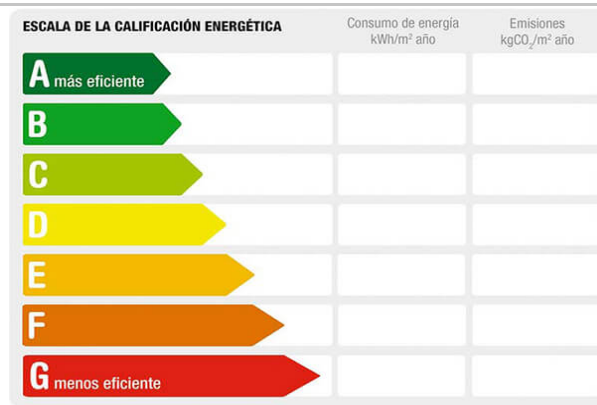 ESCALA DE LA CALIFICACIÓN ENERGÉTICA
Consumo de energía
kWh/m² año
Emisiones
kgCO₂/m² año
A más eficiente
B
C
D
E
F
G menos eficiente